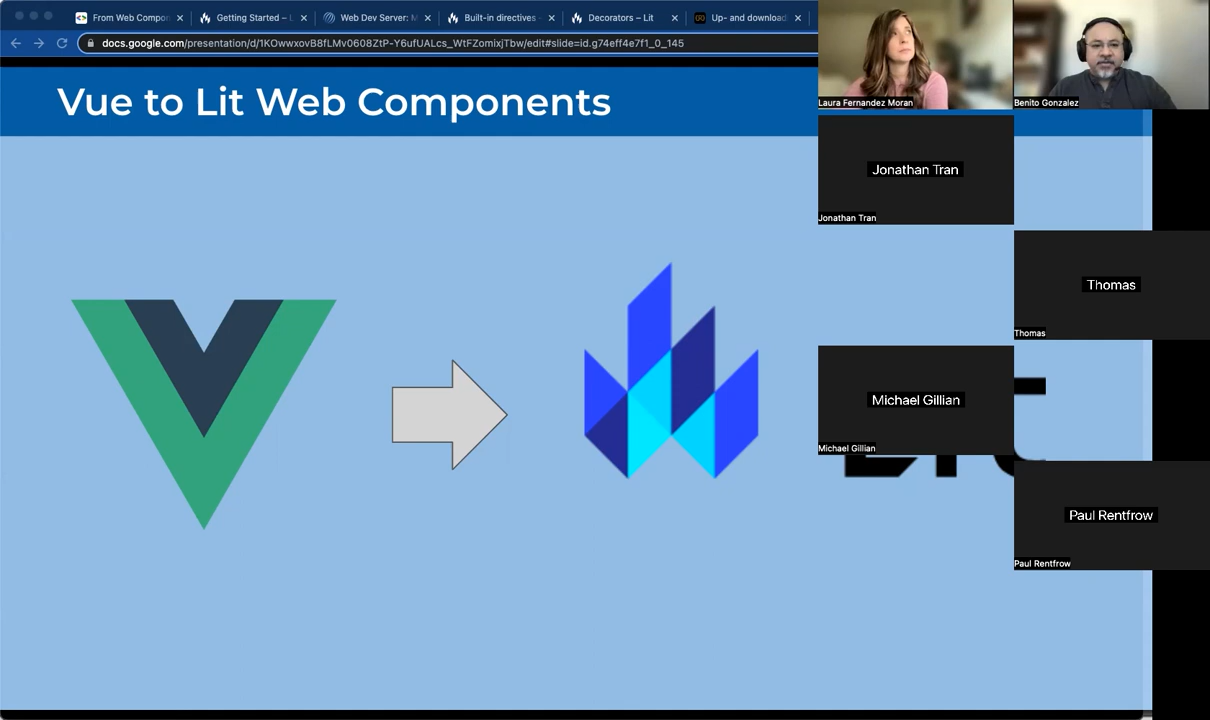 From Web Compon
Getting Started – L
Web Dev Server: M
Built-in directives
Decorators – Lit
Up- and download
docs.google.com/presentation/d/1KOwwxovB8fLMv0608ZtP-Y6ufUALcs_WtFZomixjTbw/edit#slide=id.g74eff4e7f1_0_145
Vue to Lit Web Components
Laura Fernandez Moran
Benito Gonzalez
Jonathan Tran
Jonathan Tran
Thomas
Thomas
Michael Gillian
Michael Gillian
Paul Rentfrow
Paul Rentfrow